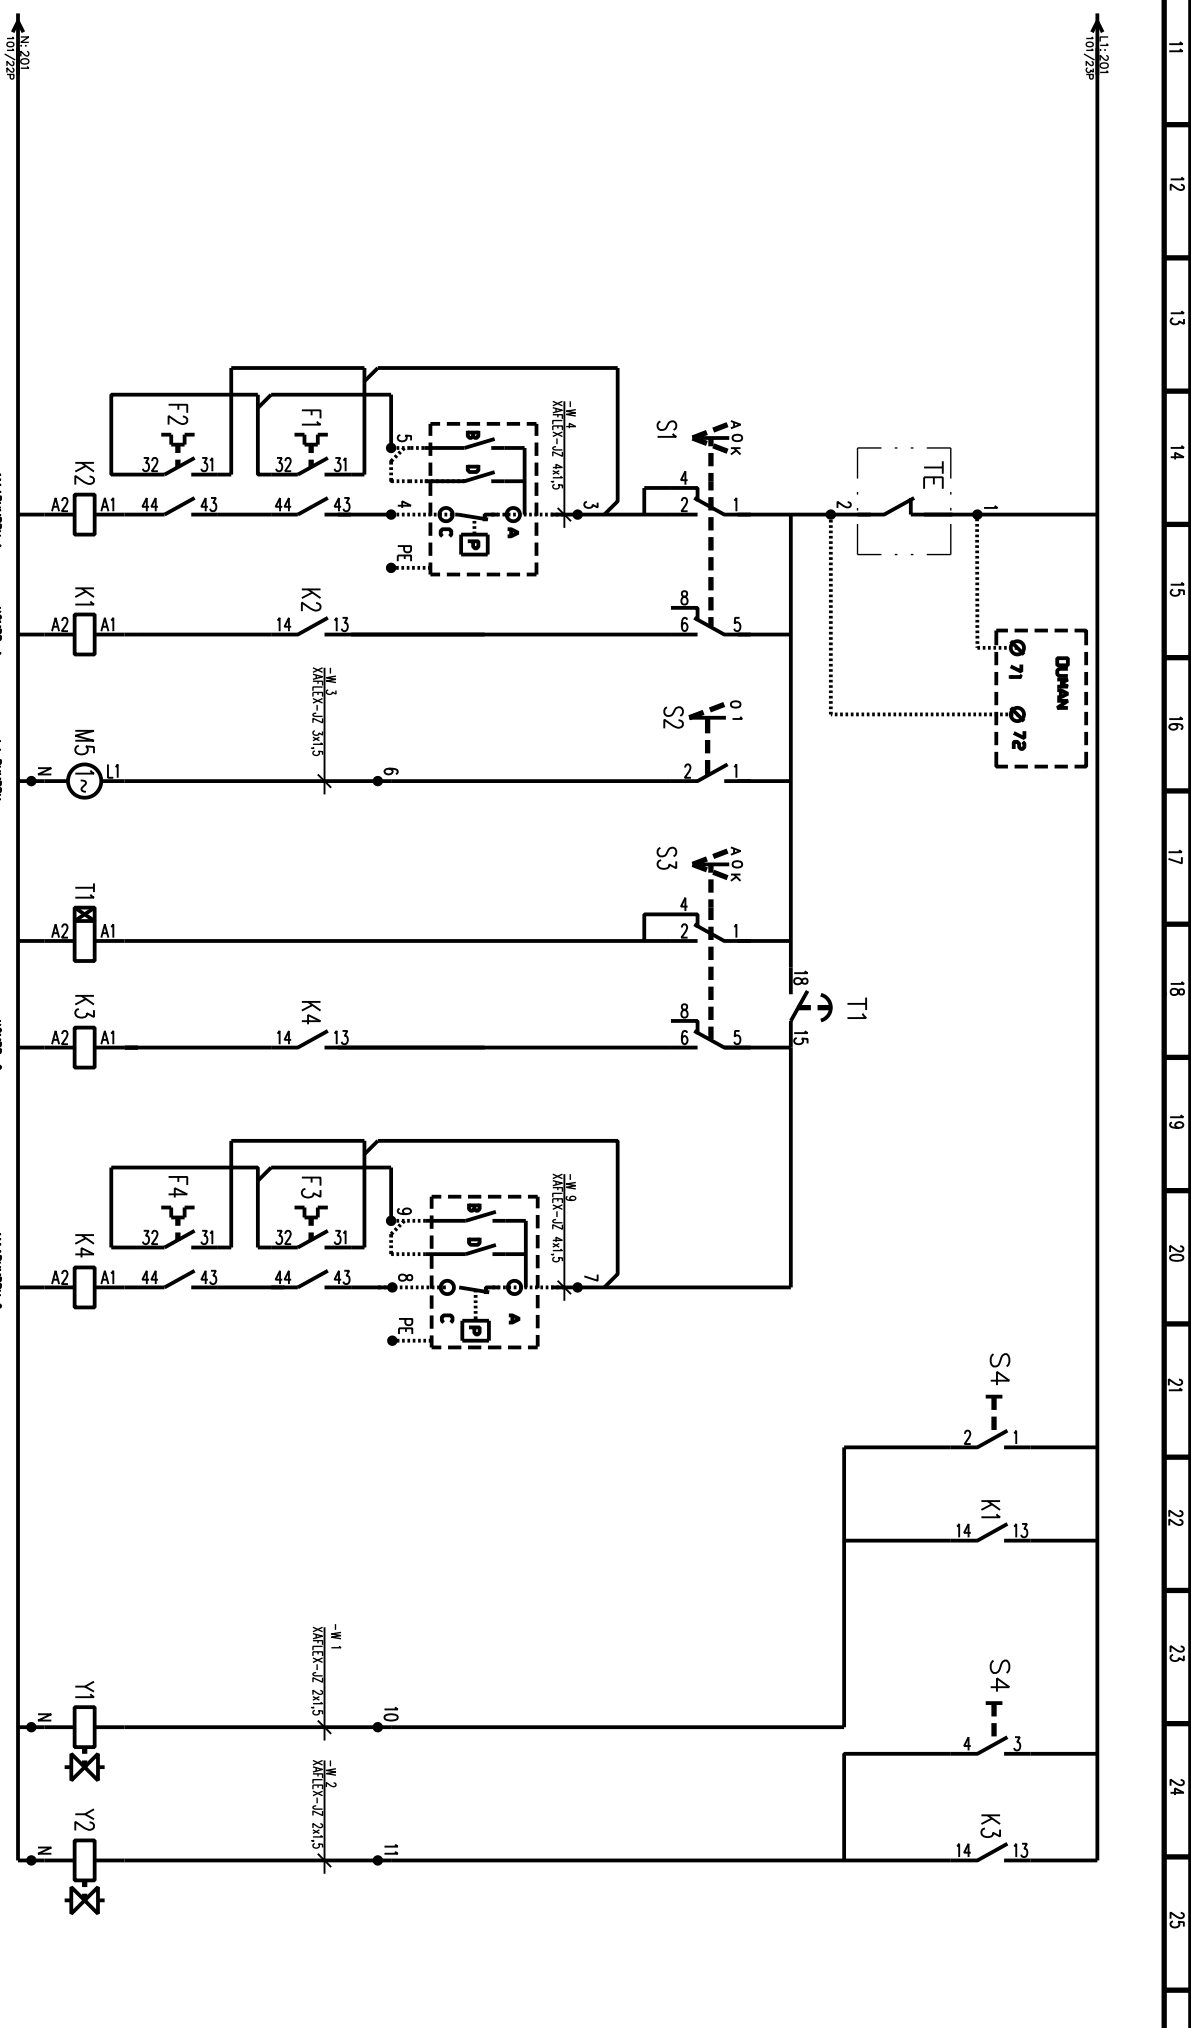 11
12
13
14
15
16
17
18
19
20
21
22
23
24
25
L1:201
101/23P
N:201
101/22P
TE
1
2
DUMAN
71
72
S1
A 0 K
1
2
4
5
6
8
S2
0 1
1
2
S3
A 0 K
1
2
4
5
6
8
T1
18
15
S4
1
2
K1
13
14
S4
3
4
K3
13
14
-W 4
XAFLEX-JZ 4x1,5
3
B
D
A
C
P
5
4
PE
F1
31
32
43
44
F2
31
32
43
44
K2
13
14
-W 3
XAFLEX-JZ 3x1,5
6
K4
13
14
-W 9
XAFLEX-JZ 4x1,5
7
B
D
A
C
P
9
8
PE
F3
31
32
43
44
F4
31
32
43
44
-W 1
XAFLEX-JZ 2x1,5
10
-W 2
XAFLEX-JZ 2x1,5
11
K2
A1
A2
K1
A1
A2
M5
1~
L1
N
T1
A1
A2
K3
A1
A2
K4
A1
A2
Y1
N
Y2
N